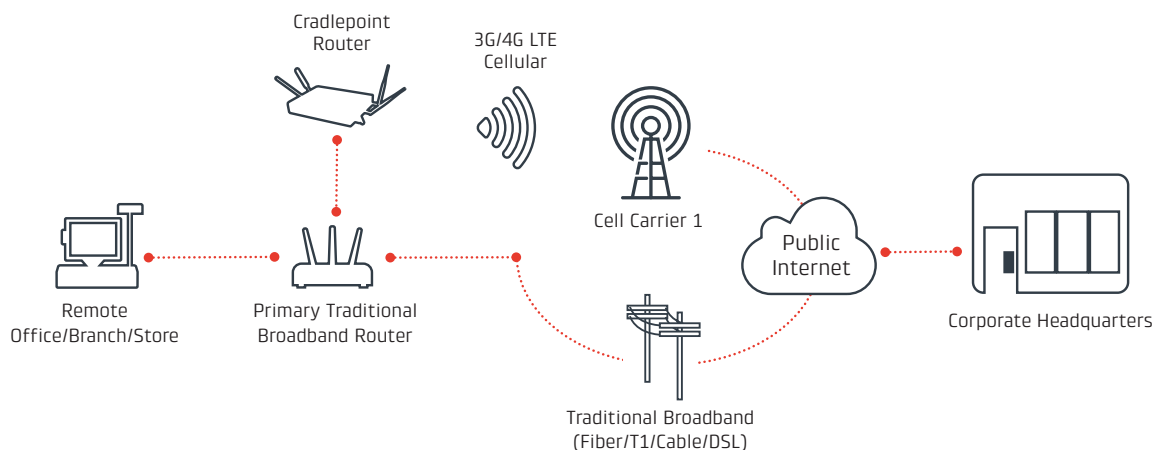 Cradlepoint
Router
3G/4G LTE
Cellular
Cell Carrier 1
Public
Internet
Remote
Office/Branch/Store
Primary Traditional
Broadband Router
Corporate Headquarters
Traditional Broadband
(Fiber/T1/Cable/DSL)